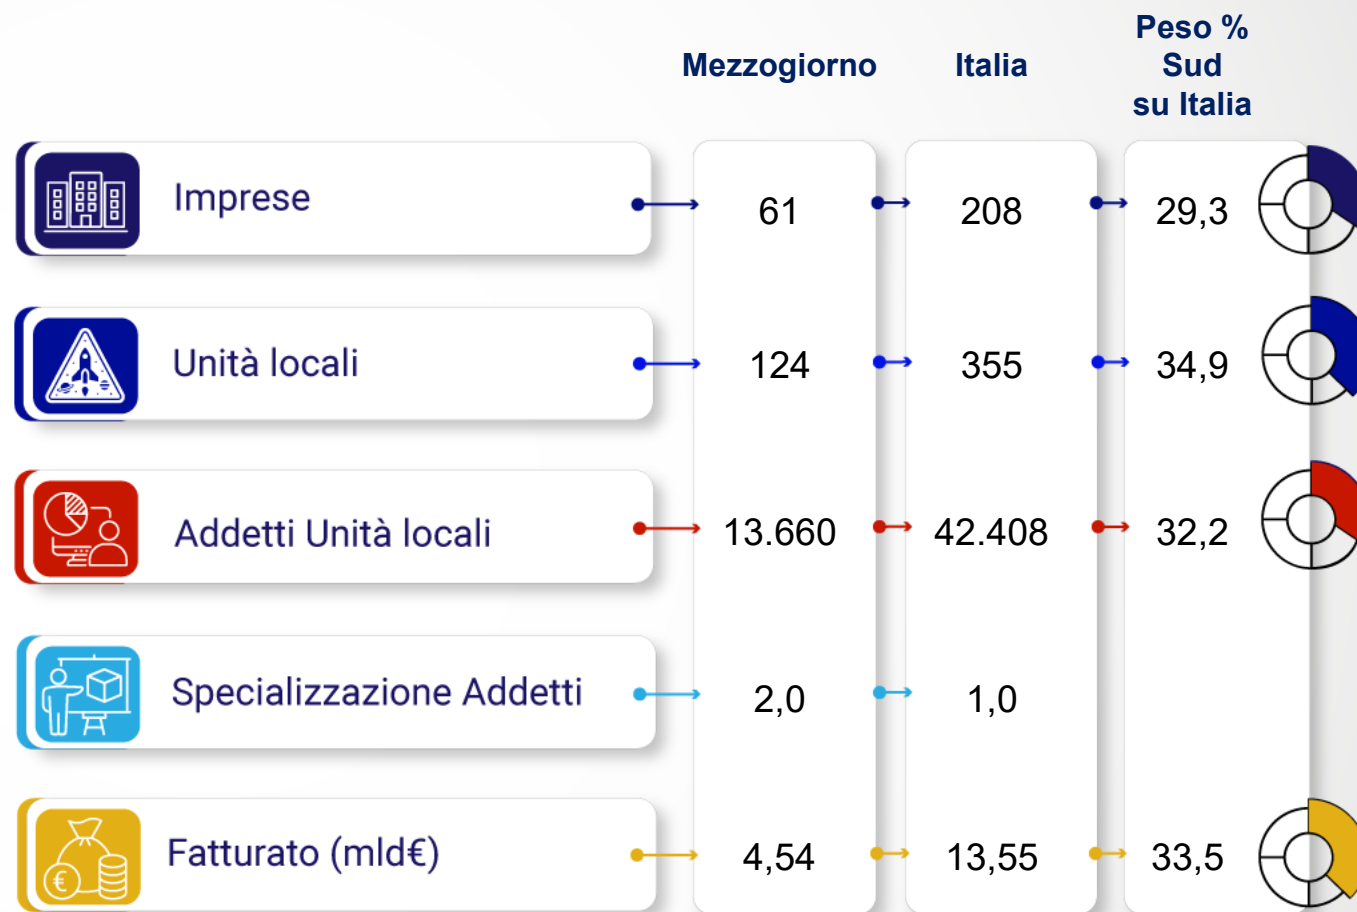 Mezzogiorno
Italia
Peso %
Sud
su Italia
Imprese
61
208
29,3
Unità locali
124
355
34,9
Addetti Unità locali
13.660
42.408
32,2
Specializzazione Addetti
2,0
1,0
Fatturato (mld€)
4,54
13,55
33,5
€